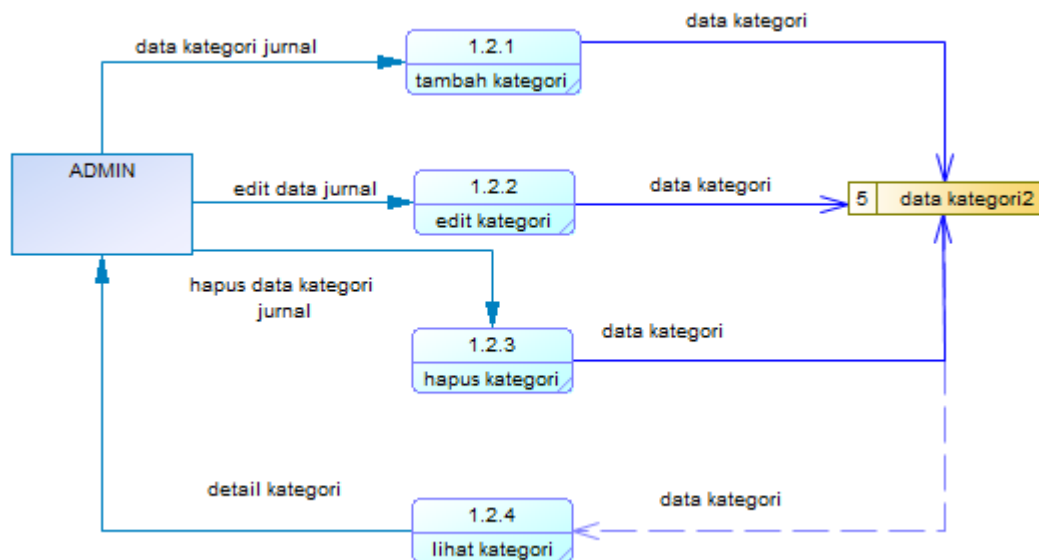 data kategori jurnal
1.2.1
tambah kategori
data kategori
ADMIN
edit data jurnal
1.2.2
edit kategori
data kategori
5 data kategori2
hapus data kategori
jurnal
1.2.3
hapus kategori
data kategori
detail kategori
1.2.4
lihat kategori
data kategori